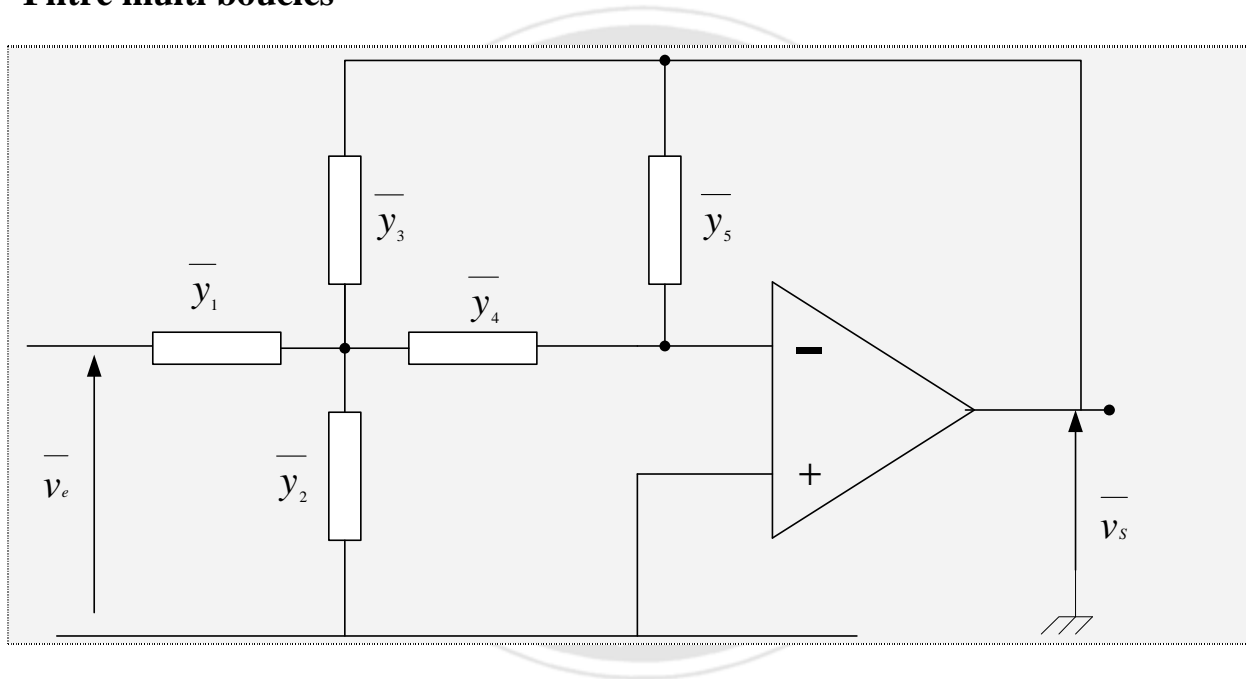 Filtre multi boucles
y₃
y₅
y₁
y₄
−
vₑ
y₂
+
vₛ